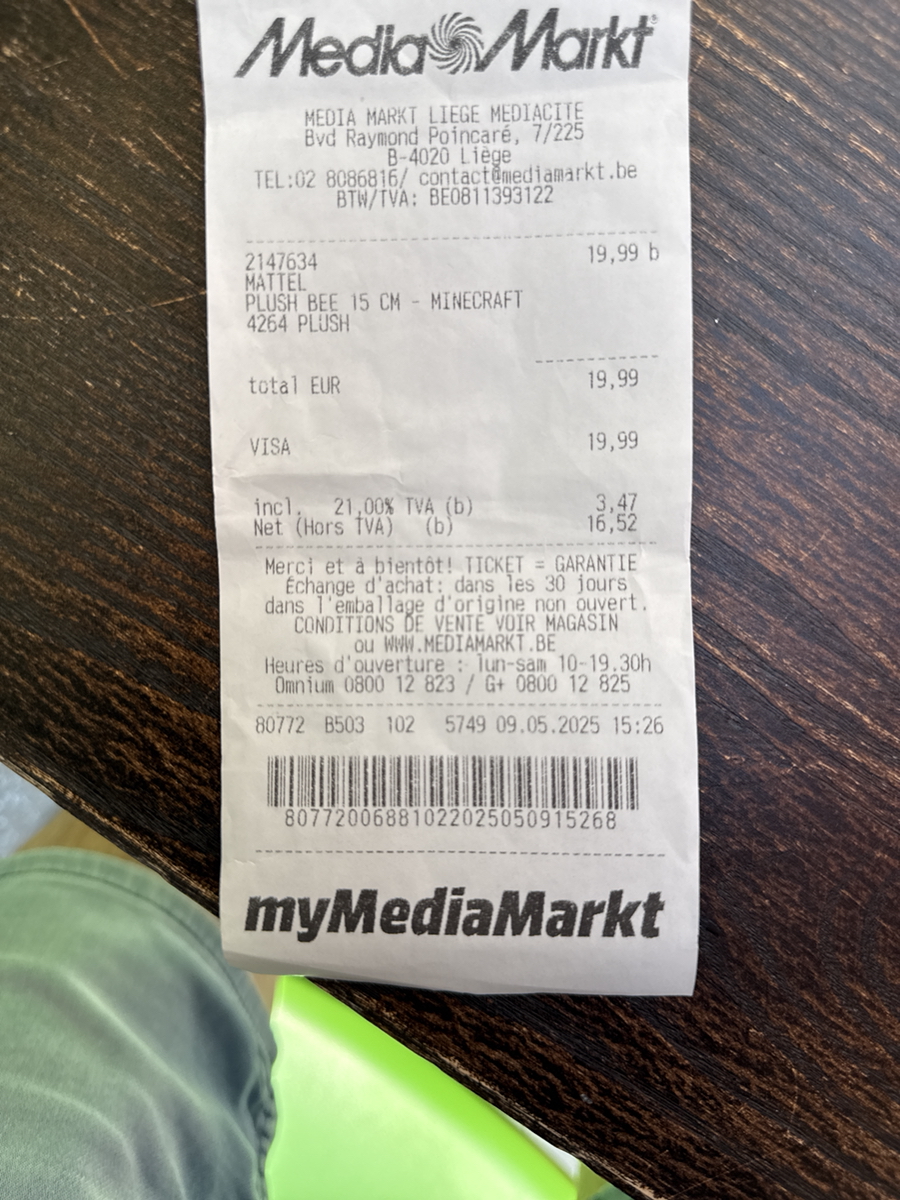 Media Markt®
MEDIA MARKT LIEGE MEDIACITE
Bvd Raymond Poincaré, 7/225
B-4020 Liège
TEL:02 8086816/ contact@mediamarkt.be
BTW/TVA: BE0811393122
2147634 19,99 b
MATTEL
PLUSH BEE 15 CM - MINECRAFT
4264 PLUSH
total EUR 19,99
VISA 19,99
incl. 21,00% TVA (b) 3,47
Net (Hors TVA) (b) 16,52
Merci et à bientôt! TICKET = GARANTIE
Échange d'achat: dans les 30 jours
dans l'emballage d'origine non ouvert.
CONDITIONS DE VENTE VOIR MAGASIN
ou WWW.MEDIAMARKT.BE
Heures d'ouverture : lun-sam 10-19.30h
Omnium 0800 12 823 / G+ 0800 12 825
80772 B503 102 5749 09.05.2025 15:26
8077200688102202505091​5268
myMediaMarkt